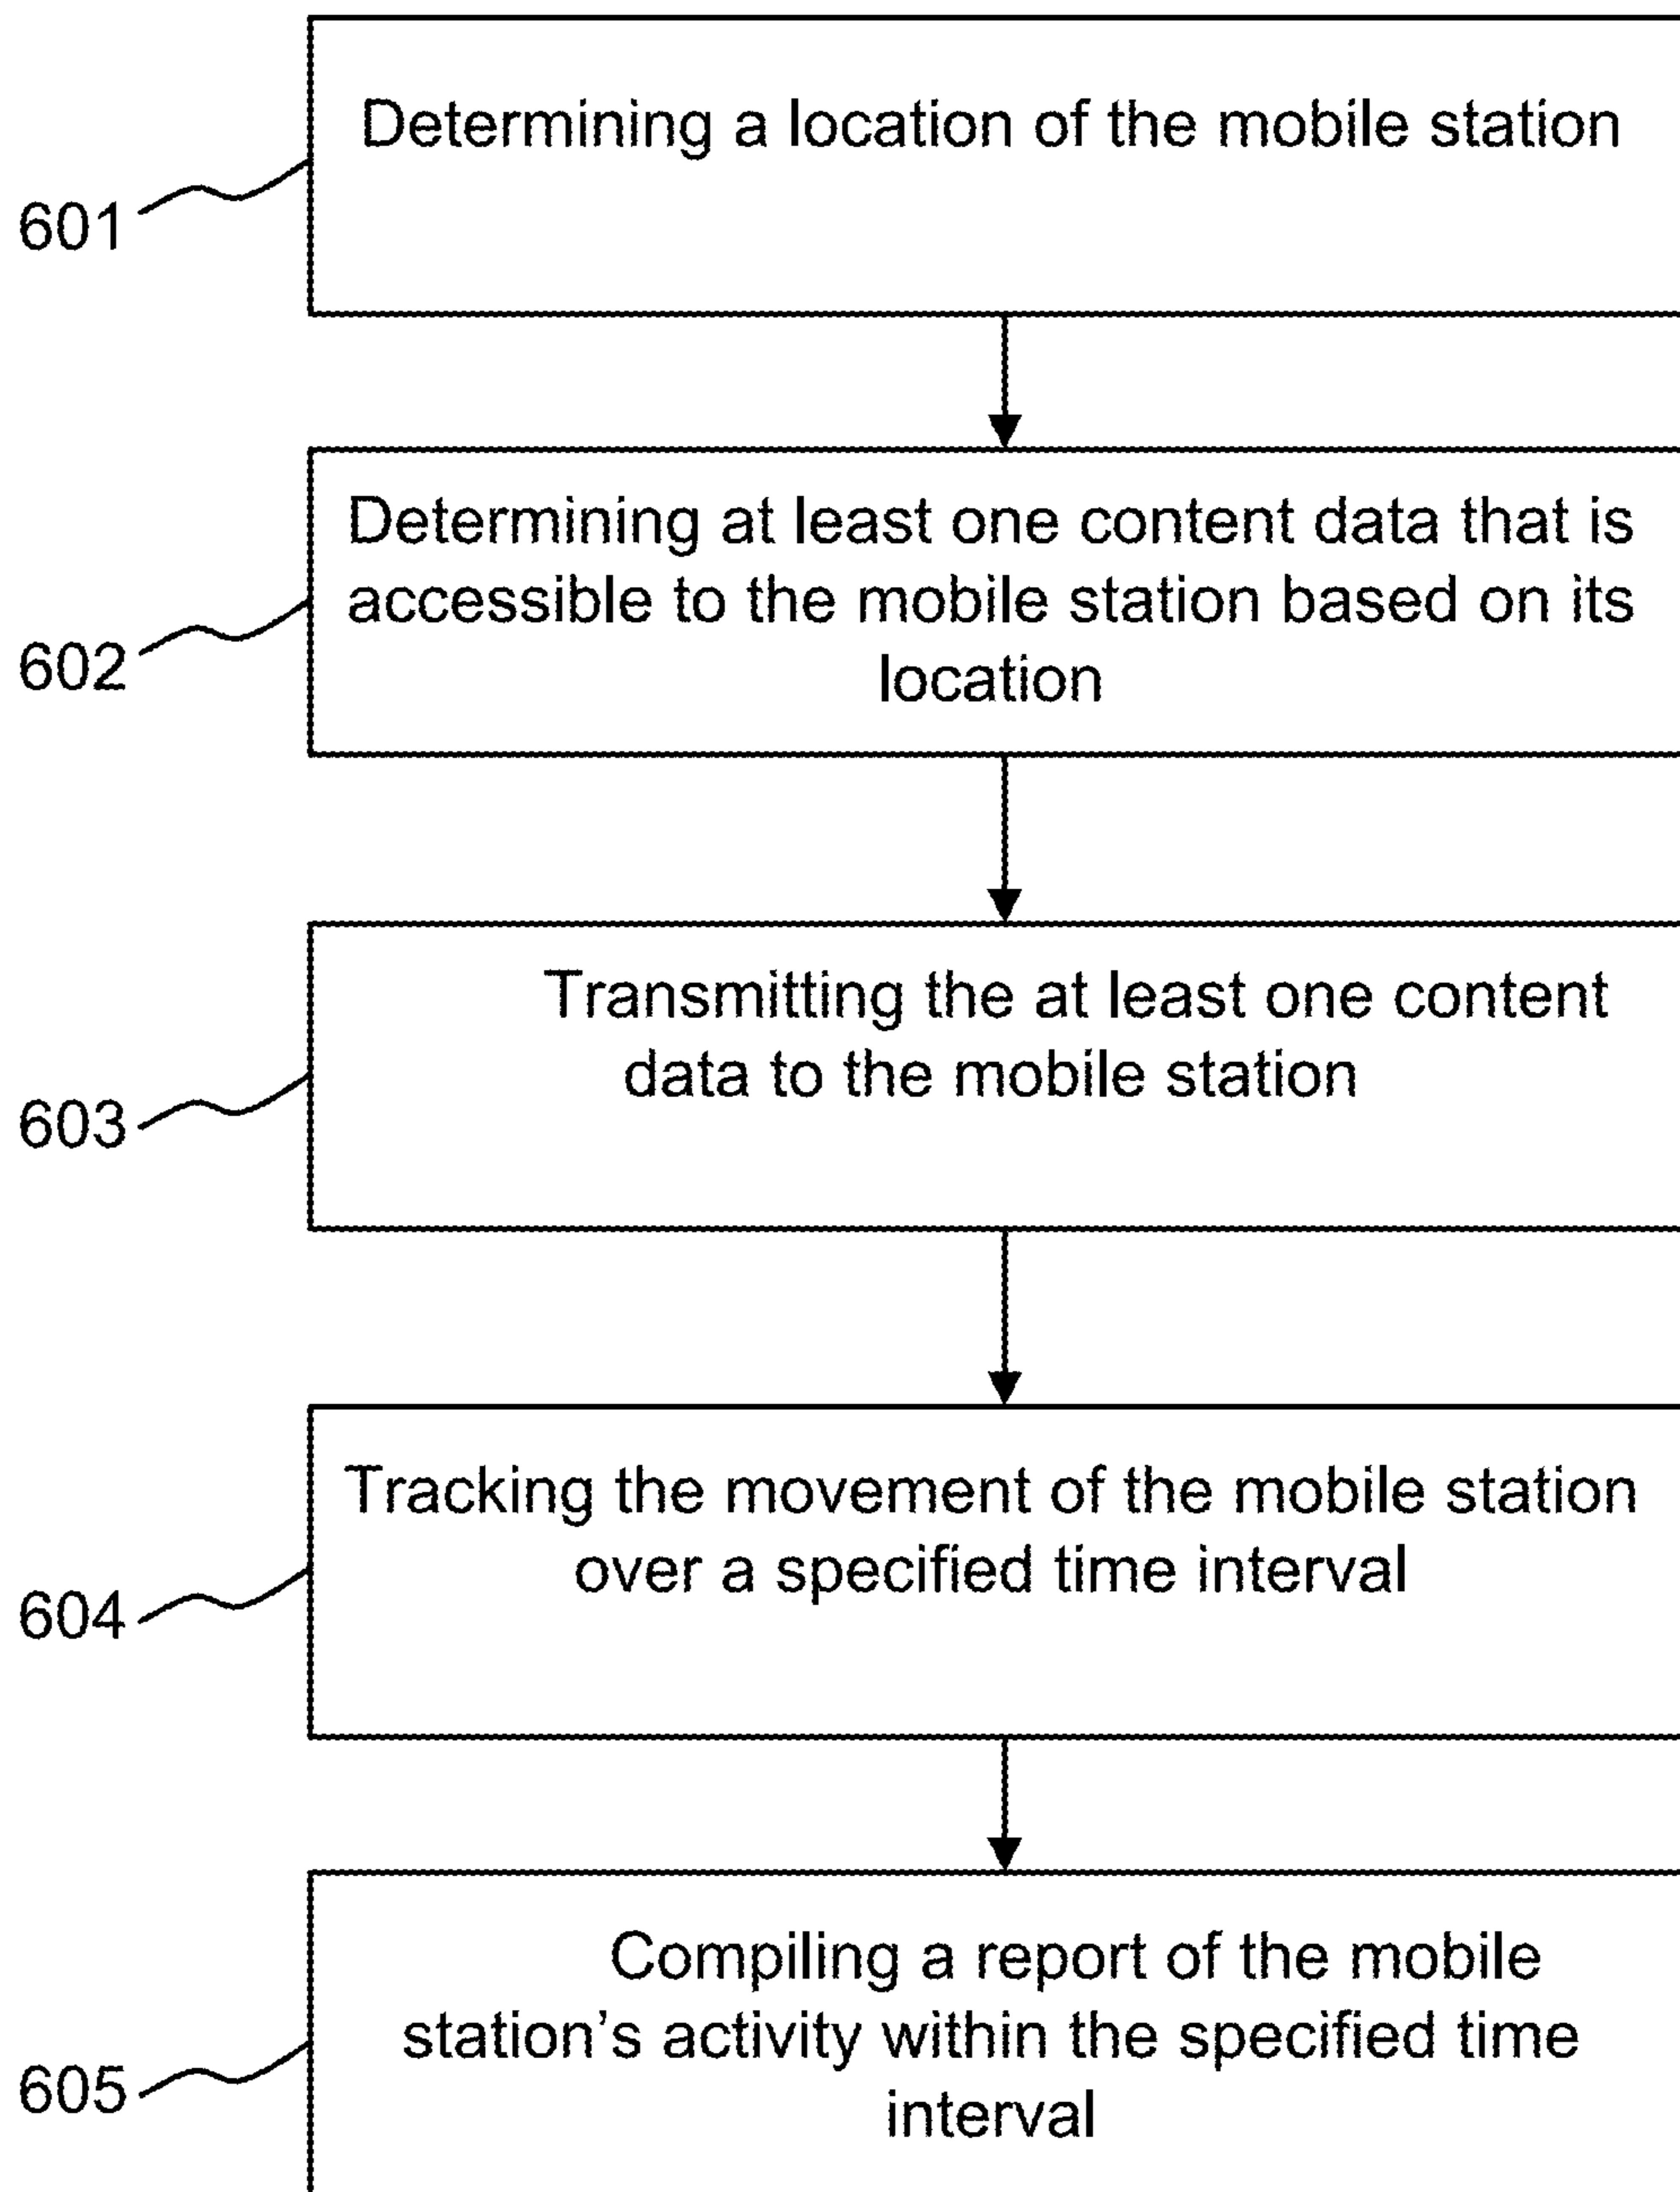 Determining a location of the mobile station
601
Determining at least one content data that is
accessible to the mobile station based on its
location
602
Transmitting the at least one content
data to the mobile station
603
Tracking the movement of the mobile station
over a specified time interval
604
Compiling a report of the mobile
station’s activity within the specified time
interval
605